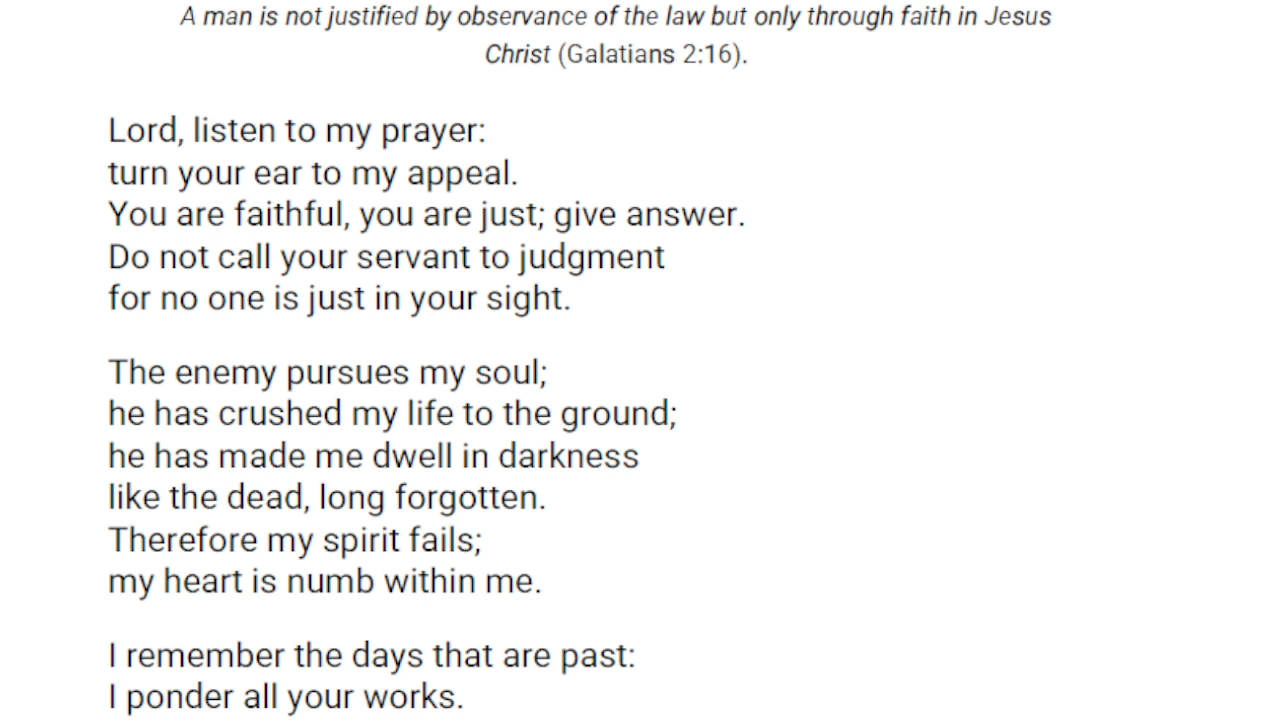 A man is not justified by observance of the law but only through faith in Jesus
Christ (Galatians 2:16).
Lord, listen to my prayer:
turn your ear to my appeal.
You are faithful, you are just; give answer.
Do not call your servant to judgment
for no one is just in your sight.
The enemy pursues my soul;
he has crushed my life to the ground;
he has made me dwell in darkness
like the dead, long forgotten.
Therefore my spirit fails;
my heart is numb within me.
I remember the days that are past:
I ponder all your works.